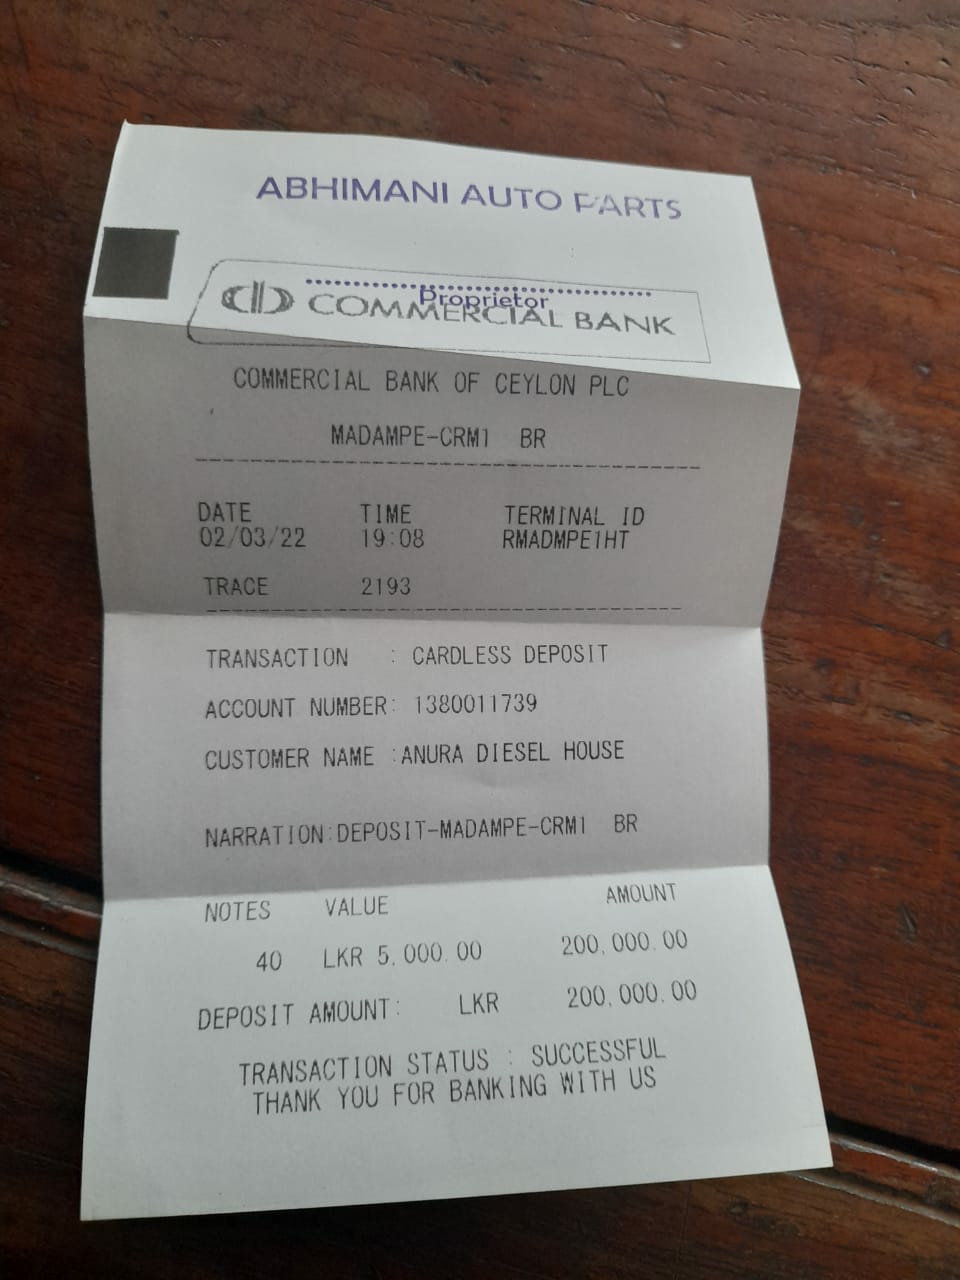 ABHIMANI AUTO PARTS
Proprietor
COMMERCIAL BANK
COMMERCIAL BANK OF CEYLON PLC
MADAMPE-CRM1 BR
DATE TIME TERMINAL ID
02/03/22 19:08 RMADMPE1HT
TRACE 2193
TRANSACTION : CARDLESS DEPOSIT
ACCOUNT NUMBER: 1380011739
CUSTOMER NAME :ANURA DIESEL HOUSE
NARRATION:DEPOSIT-MADAMPE-CRM1 BR
NOTES VALUE AMOUNT
40 LKR 5,000.00 200,000.00
DEPOSIT AMOUNT: LKR 200,000.00
TRANSACTION STATUS : SUCCESSFUL
THANK YOU FOR BANKING WITH US